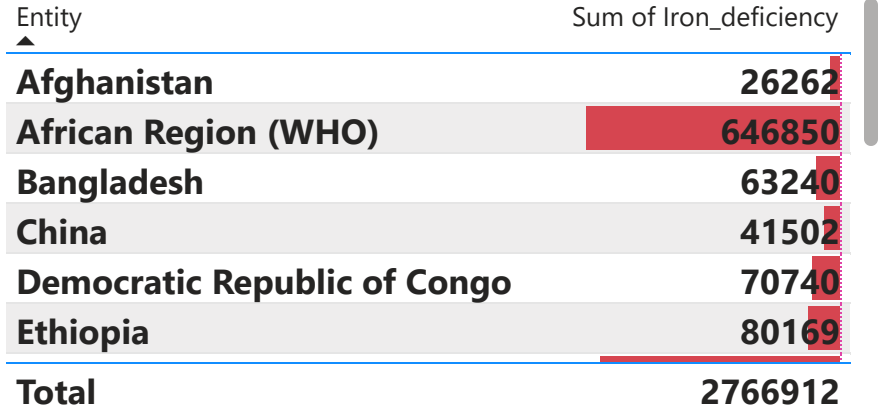 Entity Sum of Iron_deficiency
Afghanistan 26262
African Region (WHO) 646850
Bangladesh 63240
China 41502
Democratic Republic of Congo 70740
Ethiopia 80169
Total 2766912